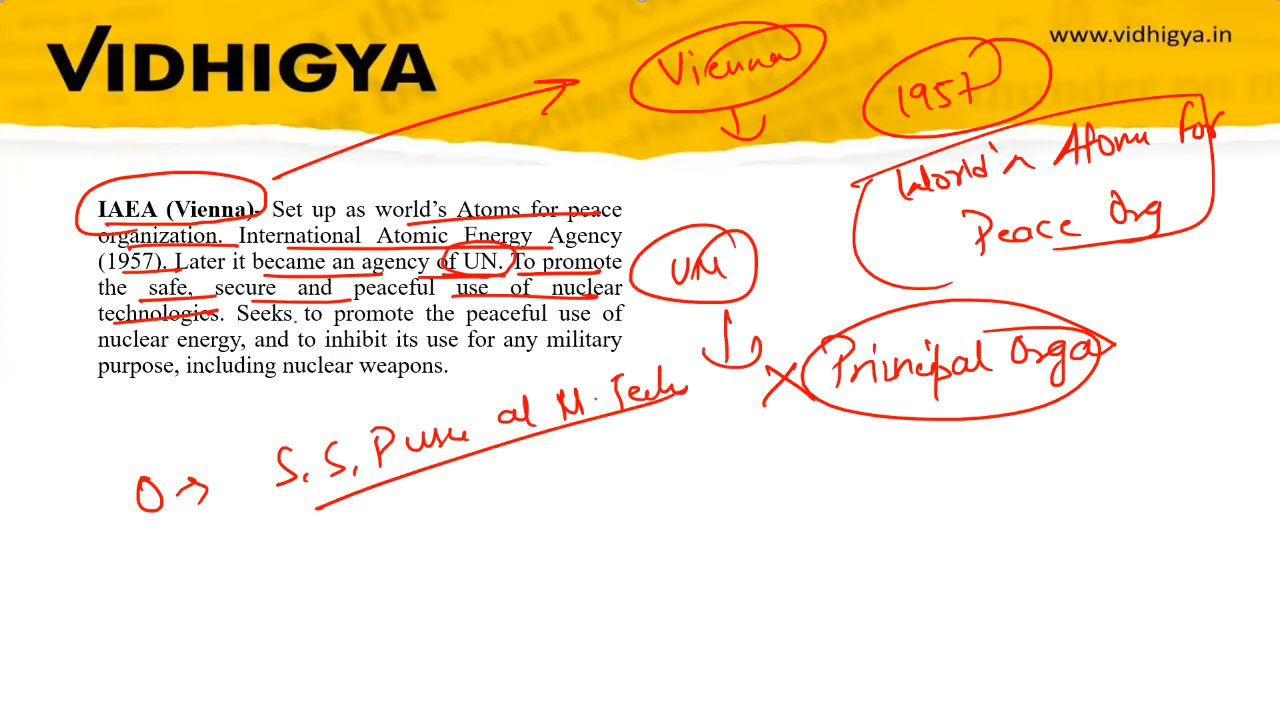 VIDHIGYA
www.vidhigya.in
Vienna
1957
World's Atoms for
Peace Org
IAEA (Vienna)- Set up as world's Atoms for peace
organization. International Atomic Energy Agency
(1957). Later it became an agency of UN. To promote
the safe, secure and peaceful use of nuclear
technologies. Seeks to promote the peaceful use of
nuclear energy, and to inhibit its use for any military
purpose, including nuclear weapons.
UN
Principal Orga
O → S. S. P use of N. Tech